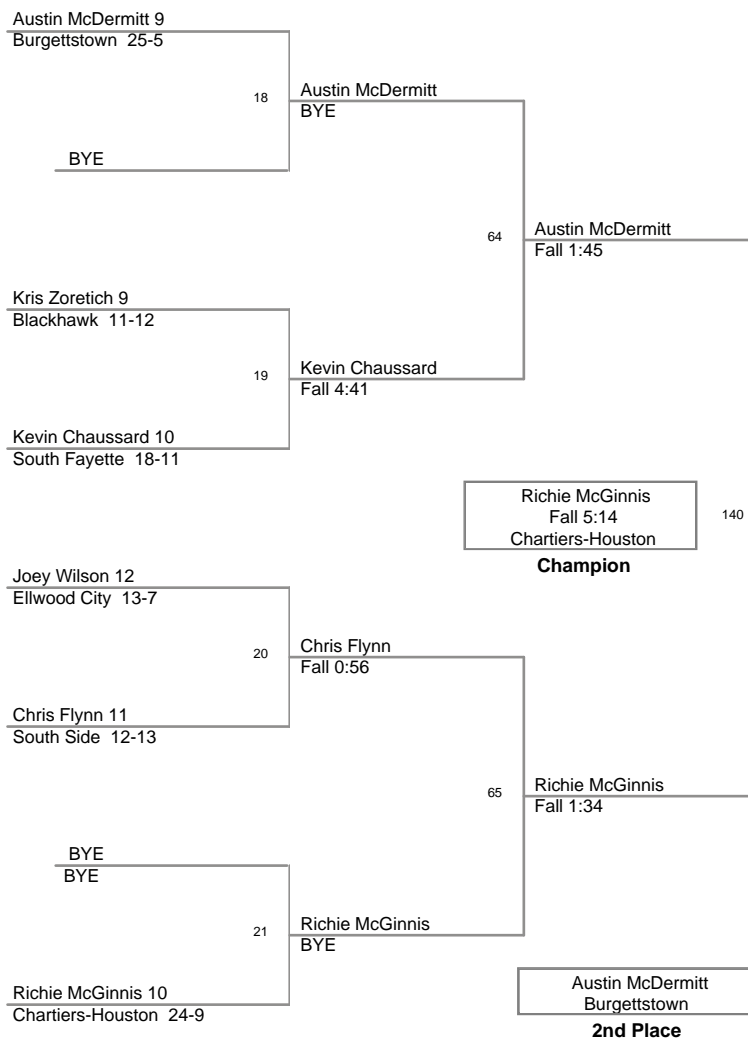 Austin McDermitt 9
Burgettstown 25-5
18
Austin McDermitt
BYE
BYE
64
Austin McDermitt
Fall 1:45
Kris Zoretich 9
Blackhawk 11-12
19
Kevin Chaussard
Fall 4:41
Kevin Chaussard 10
South Fayette 18-11
Richie McGinnis
Fall 5:14
Chartiers-Houston
140
Champion
Joey Wilson 12
Ellwood City 13-7
20
Chris Flynn
Fall 0:56
Chris Flynn 11
South Side 12-13
65
Richie McGinnis
Fall 1:34
BYE
BYE
21
Richie McGinnis
BYE
Richie McGinnis 10
Chartiers-Houston 24-9
Austin McDermitt
Burgettstown
2nd Place